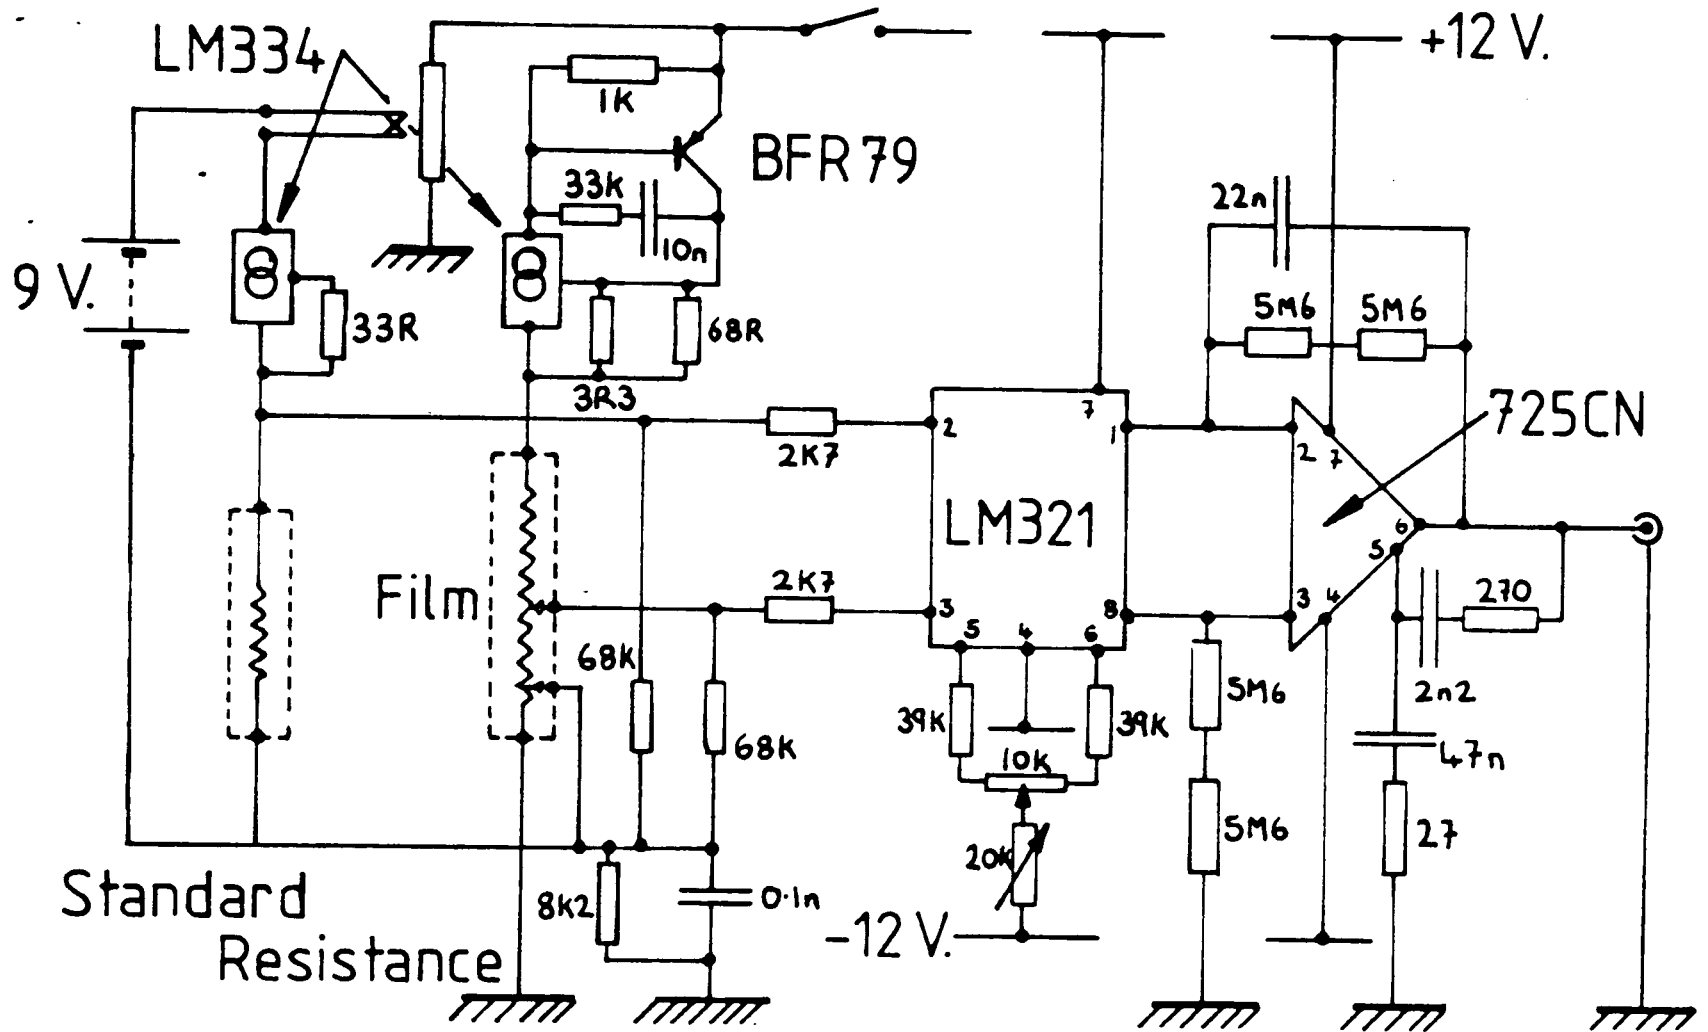 LM334
+12 V.
1K
BFR 79
33K
22n
10n
9 V.
5M6
5M6
33R
68R
3R3
7
725CN
2
2K7
1
2
7
LM321
6
5
Film
2K7
3
8
3
4
270
5
4
6
68K
5M6
2n2
39K
39K
68K
10K
47n
20K
5M6
27
Standard
Resistance
8K2
0.1n
-12 V.